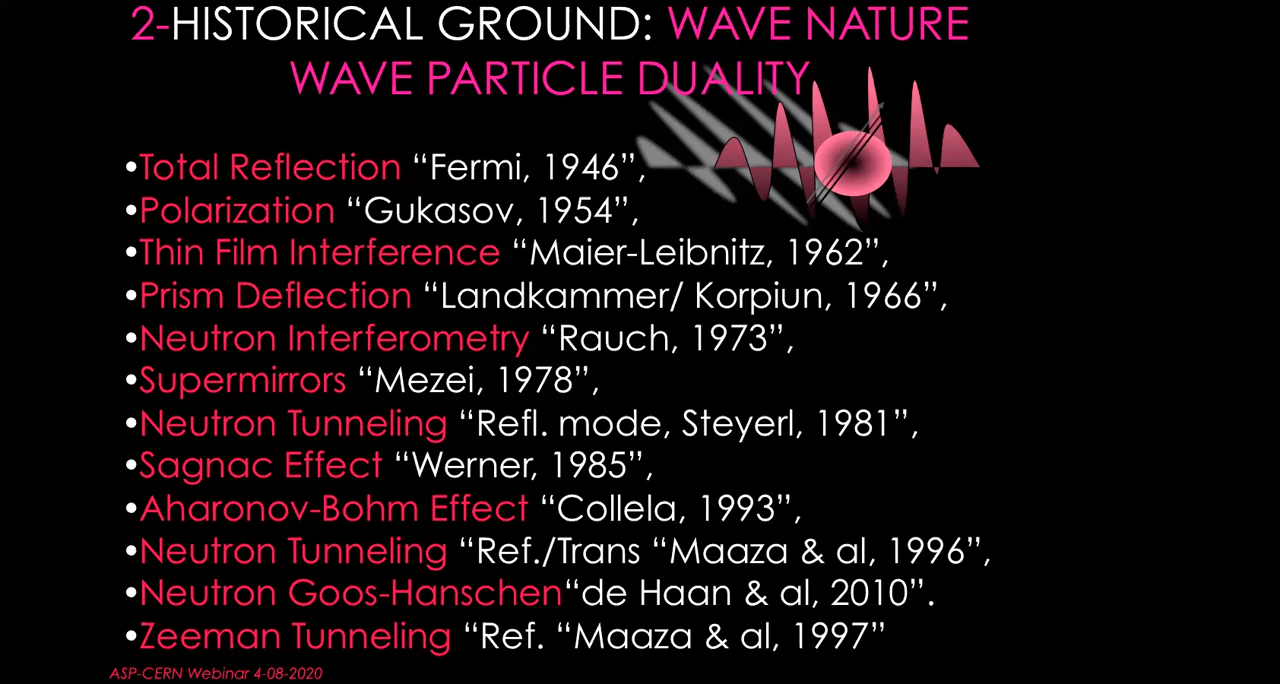 2-HISTORICAL GROUND: WAVE NATURE
WAVE PARTICLE DUALITY
•Total Reflection “Fermi, 1946”,
•Polarization “Gukasov, 1954”,
•Thin Film Interference “Maier-Leibnitz, 1962”,
•Prism Deflection “Landkammer/ Korpiun, 1966”,
•Neutron Interferometry “Rauch, 1973”,
•Supermirrors “Mezei, 1978”,
•Neutron Tunneling “Refl. mode, Steyerl, 1981”,
•Sagnac Effect “Werner, 1985”,
•Aharonov-Bohm Effect “Collela, 1993”,
•Neutron Tunneling “Ref./Trans “Maaza & al, 1996”,
•Neutron Goos-Hanschen“de Haan & al, 2010”.
•Zeeman Tunneling “Ref. “Maaza & al, 1997”
ASP-CERN Webinar 4-08-2020